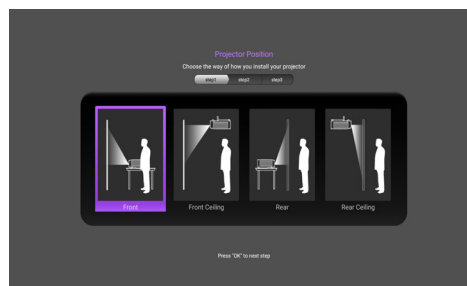 Projector Position
Choose the way of how you install your projector
step1 step2 step3
Front Front Ceiling Rear Rear Ceiling
Press "OK" to next step